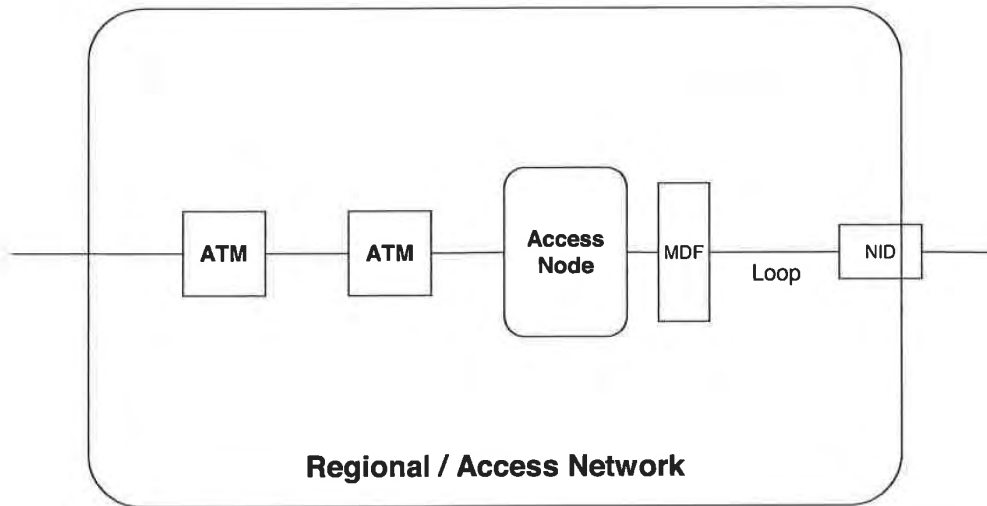 ATM
ATM
Access
Node
MDF
Loop
NID
Regional / Access Network